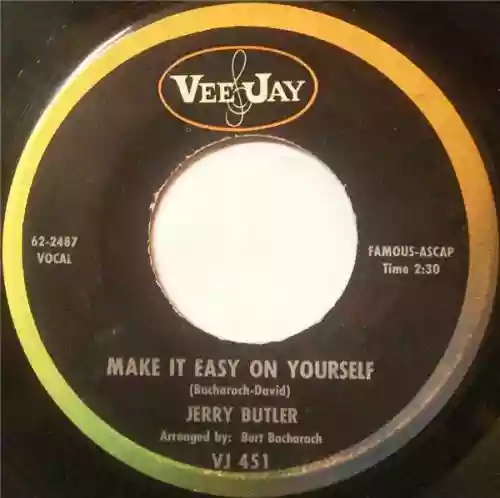 VEE JAY
62-2487
VOCAL
FAMOUS-ASCAP
Time 2:30
MAKE IT EASY ON YOURSELF
(Bacharach-David)
JERRY BUTLER
Arranged by: Burt Bacharach
VJ 451